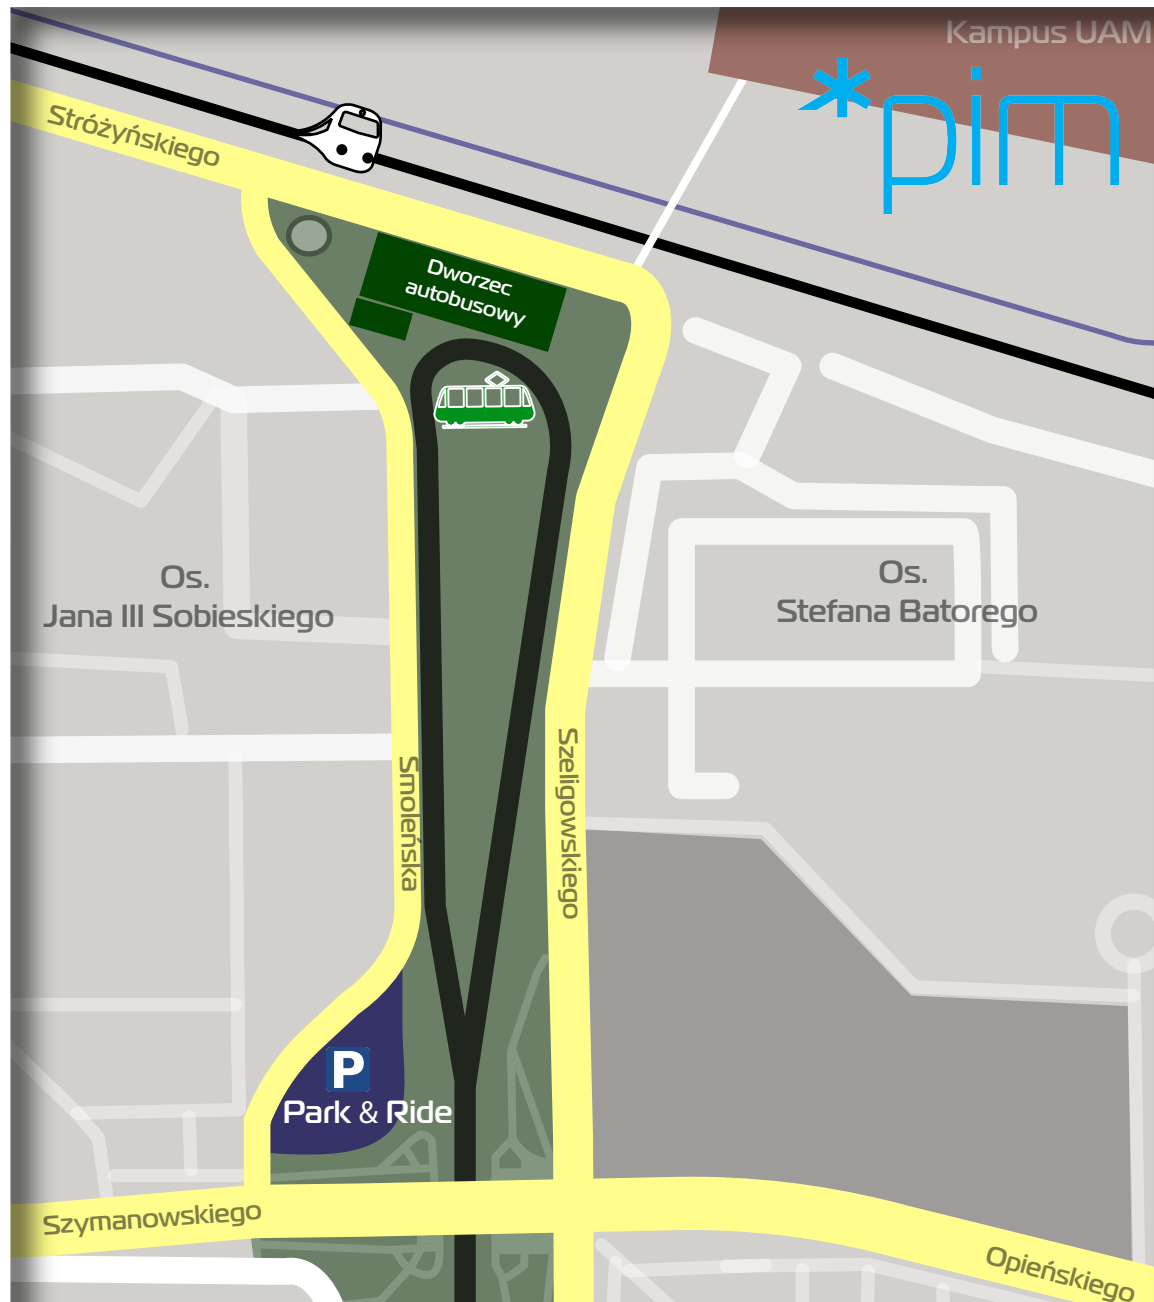 Kampus UAM
*pim
Stróżyńskiego
Dworzec
autobusowy
Os.
Jana III Sobieskiego
Os.
Stefana Batorego
Smoleńska
Szeligowskiego
P
Park & Ride
Szymanowskiego
Opieńskiego